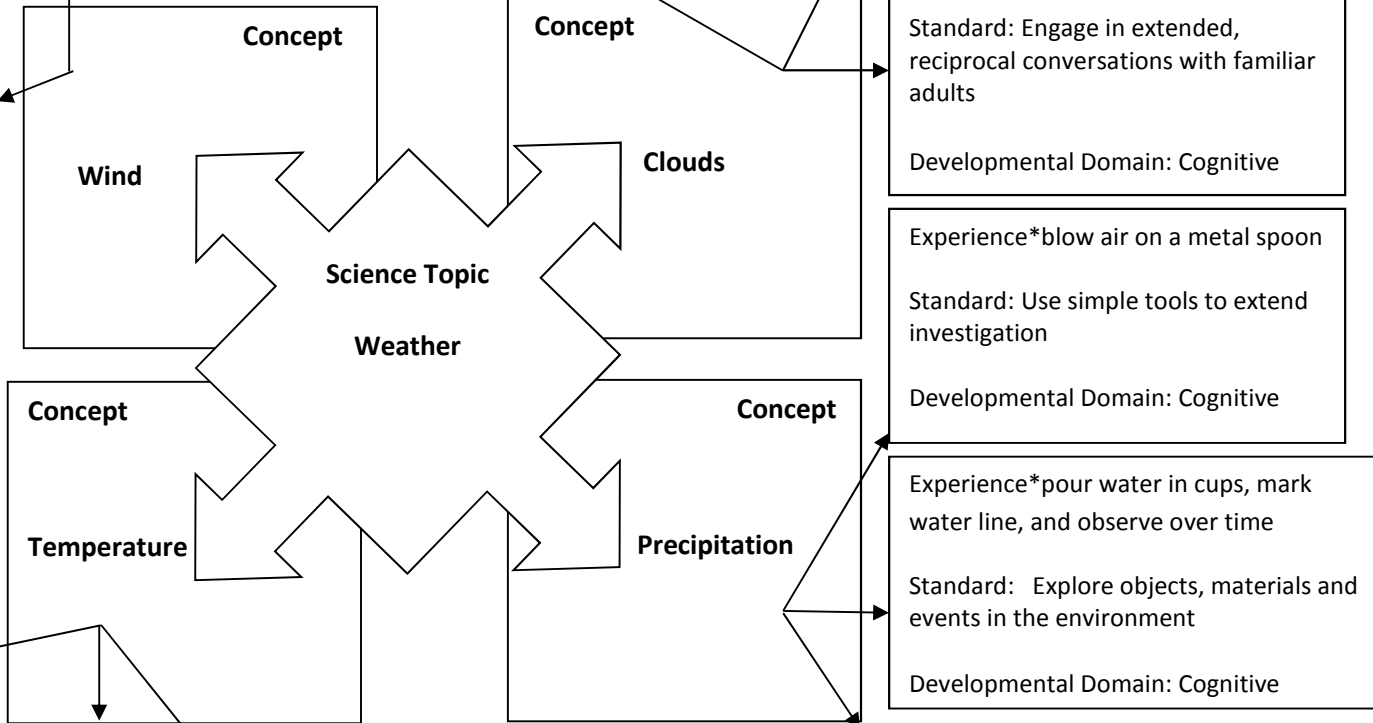 Concept
Wind
Concept
Clouds
Science Topic
Weather
Concept
Temperature
Concept
Precipitation
Standard: Engage in extended,
reciprocal conversations with familiar
adults
Developmental Domain: Cognitive
Experience*blow air on a metal spoon
Standard: Use simple tools to extend
investigation
Developmental Domain: Cognitive
Experience*pour water in cups, mark
water line, and observe over time
Standard:   Explore objects, materials and
events in the environment
Developmental Domain: Cognitive